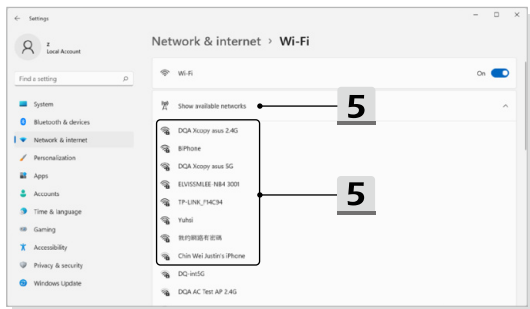 Settings
z
Local Account
Find a setting
System
Bluetooth & devices
Network & internet
Personalization
Apps
Accounts
Time & language
Gaming
Accessibility
Privacy & security
Windows Update
Network & internet > Wi-Fi
Wi-Fi
On
Show available networks
5
DQA Xcopy asus 2.4G
BiPhone
DQA Xcopy asus 5G
ELVISSMLEE-NB4 3001
TP-LINK_F14C94
5
Yuhsi
我的網路有密碼
Chin Wei Justin's iPhone
DQ-int5G
DQA AC Test AP 2.4G